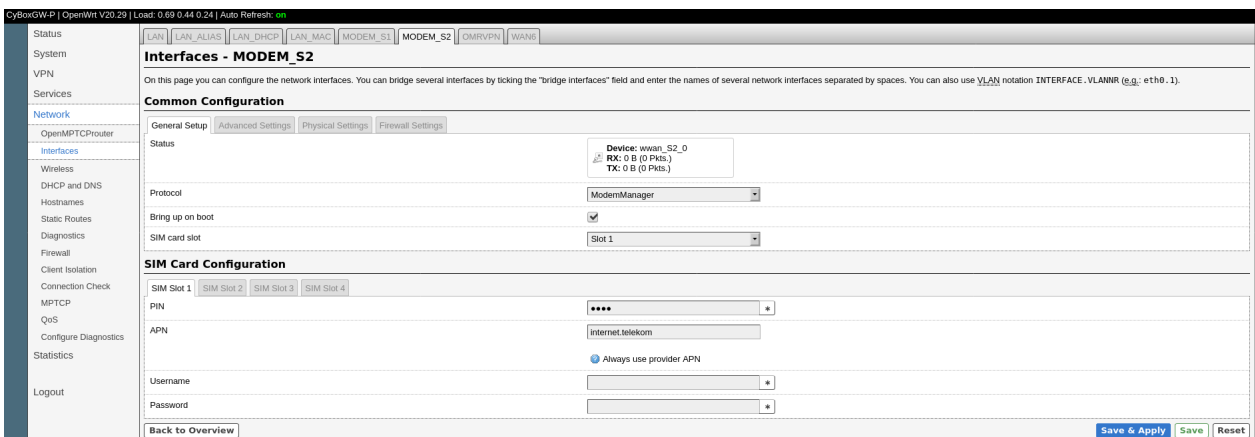 CyBoxGW-P | OpenWrt V20.29 | Load: 0.69 0.44 0.24 | Auto Refresh: on
Status
System
VPN
Services
Network
OpenMPTCProuter
Interfaces
Wireless
DHCP and DNS
Hostnames
Static Routes
Diagnostics
Firewall
Client Isolation
Connection Check
MPTCP
QoS
Configure Diagnostics
Statistics
Logout
LAN LAN_ALIAS LAN_DHCP LAN_MAC MODEM_S1 MODEM_S2 OMRVPN WAN6
Interfaces - MODEM_S2
On this page you can configure the network interfaces. You can bridge several interfaces by ticking the "bridge interfaces" field and enter the names of several network interfaces separated by spaces. You can also use VLAN notation INTERFACE.VLANNR (e.g.: eth0.1).
Common Configuration
General Setup Advanced Settings Physical Settings Firewall Settings
Status
Device: wwan_S2_0
RX: 0 B (0 Pkts.)
TX: 0 B (0 Pkts.)
Protocol ModemManager
Bring up on boot
SIM card slot Slot 1
SIM Card Configuration
SIM Slot 1 SIM Slot 2 SIM Slot 3 SIM Slot 4
PIN ●●●● *
APN internet.telekom
Always use provider APN
Username *
Password *
Back to Overview Save & Apply Save Reset